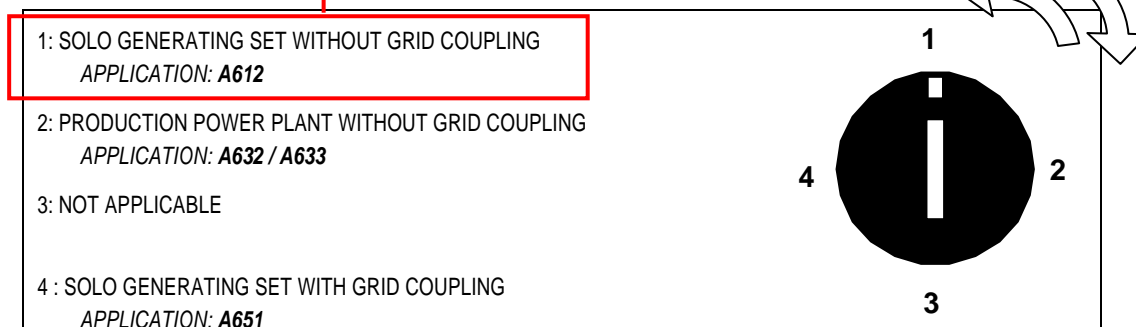 1: SOLO GENERATING SET WITHOUT GRID COUPLING
APPLICATION: A612
2: PRODUCTION POWER PLANT WITHOUT GRID COUPLING
APPLICATION: A632 / A633
3: NOT APPLICABLE
4 : SOLO GENERATING SET WITH GRID COUPLING
APPLICATION: A651
1
4
2
3